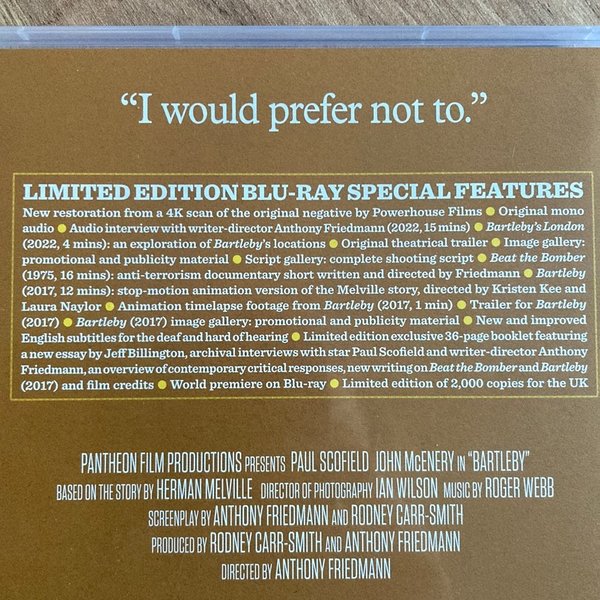 “I would prefer not to.”
LIMITED EDITION BLU-RAY SPECIAL FEATURES
New restoration from a 4K scan of the original negative by Powerhouse Films ● Original mono
audio ● Audio interview with writer-director Anthony Friedmann (2022, 15 mins) ● Bartleby’s London
(2022, 4 mins): an exploration of Bartleby’s locations ● Original theatrical trailer ● Image gallery:
promotional and publicity material ● Script gallery: complete shooting script ● Beat the Bomber
(1975, 16 mins): anti-terrorism documentary short written and directed by Friedmann ● Bartleby
(2017, 12 mins): stop-motion animation version of the Melville story, directed by Kristen Kee and
Laura Naylor ● Animation timelapse footage from Bartleby (2017, 1 min) ● Trailer for Bartleby
(2017) ● Bartleby (2017) image gallery: promotional and publicity material ● New and improved
English subtitles for the deaf and hard of hearing ● Limited edition exclusive 36-page booklet featuring
a new essay by Jeff Billington, archival interviews with star Paul Scofield and writer-director Anthony
Friedmann, an overview of contemporary critical responses, new writing on Beat the Bomber and Bartleby
(2017) and film credits ● World premiere on Blu-ray ● Limited edition of 2,000 copies for the UK
PANTHEON FILM PRODUCTIONS PRESENTS PAUL SCOFIELD JOHN McENERY IN “BARTLEBY”
BASED ON THE STORY BY HERMAN MELVILLE DIRECTOR OF PHOTOGRAPHY IAN WILSON MUSIC BY ROGER WEBB
SCREENPLAY BY ANTHONY FRIEDMANN AND RODNEY CARR-SMITH
PRODUCED BY RODNEY CARR-SMITH AND ANTHONY FRIEDMANN
DIRECTED BY ANTHONY FRIEDMANN